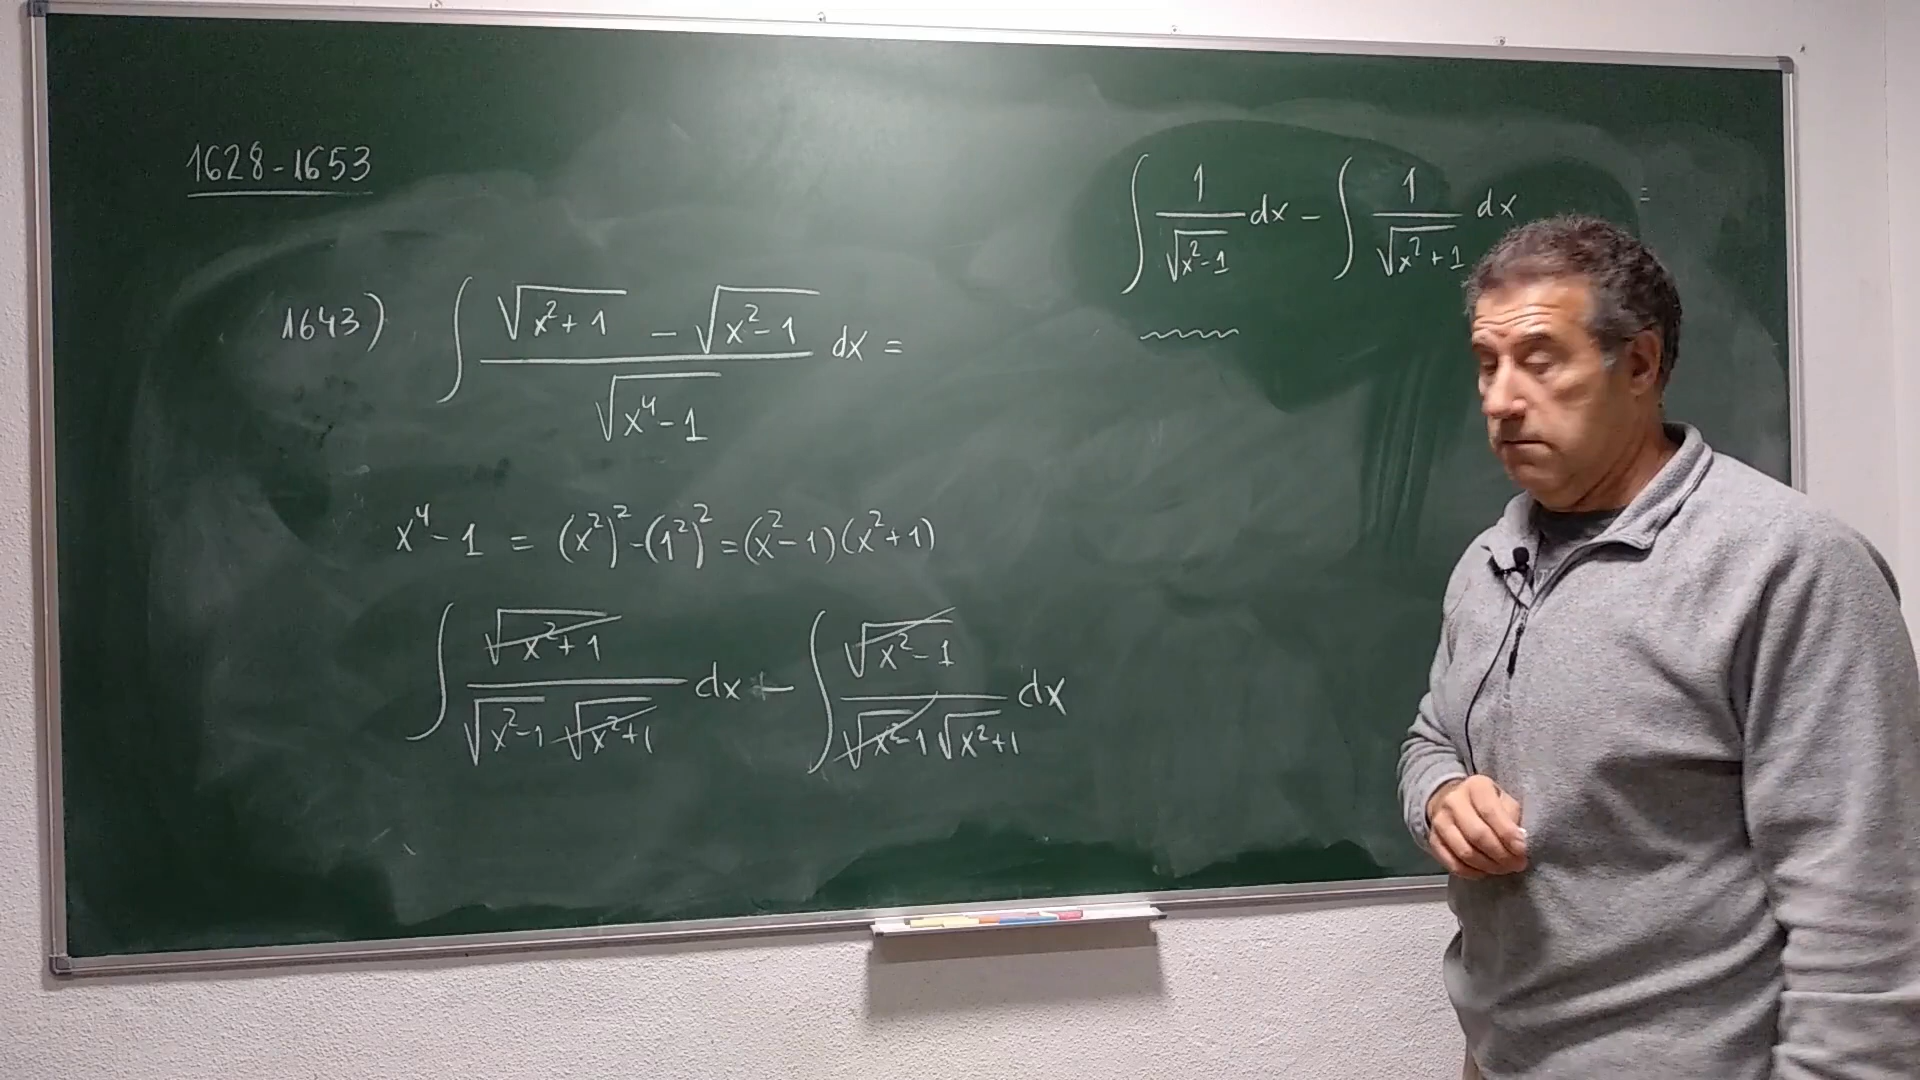 1628-1653
1643) ∫ (√(x²+1) - √(x²-1)) / √(x⁴-1) dx =
x⁴-1 = (x²)²-(1²)²=(x²-1)(x²+1)
∫ √(x²+1) / (√(x²-1) √(x²+1)) dx - ∫ √(x²-1) / (√(x²-1) √(x²+1)) dx
∫ 1/√(x²-1) dx - ∫ 1/√(x²+1) dx =